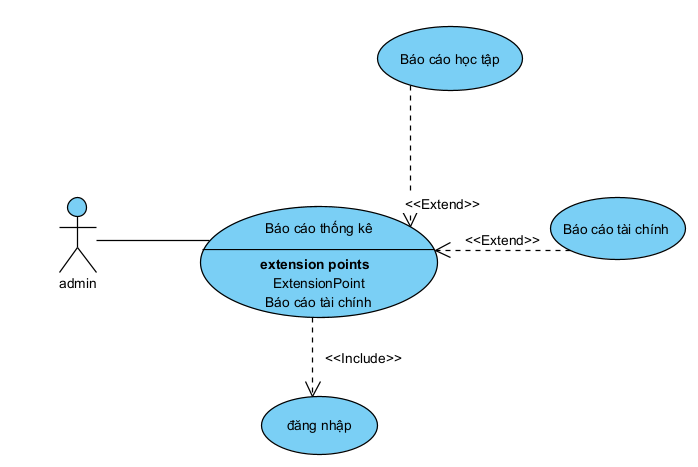 Báo cáo học tập
<<Extend>>
Báo cáo thống kê
<<Extend>>
Báo cáo tài chính
extension points
ExtensionPoint
Báo cáo tài chính
admin
<<Include>>
đăng nhập